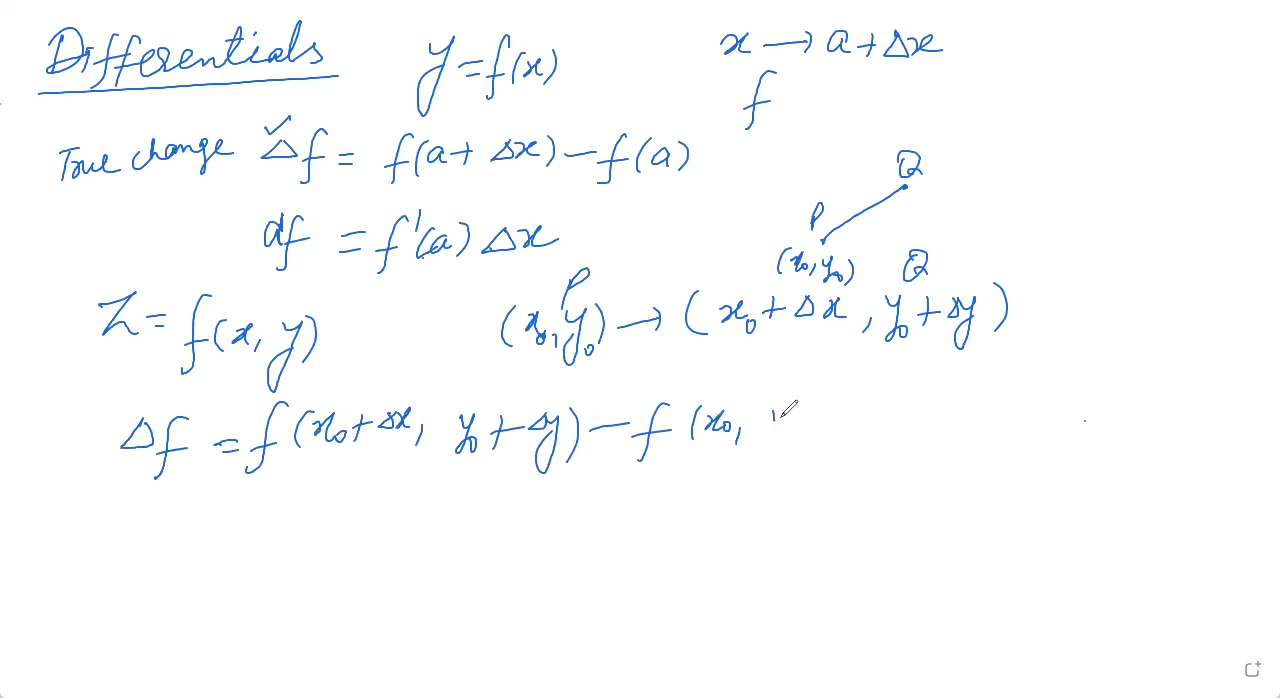 Differentials y = f(x) x → a + Δx
f
True change Δf = f(a + Δx) − f(a)
Q
P
df = f'(a) Δx
(x₀, y₀)
P Q
Z = f(x, y) (x₀, y₀) → (x₀ + Δx, y₀ + Δy)
Δf = f(x₀ + Δx, y₀ + Δy) − f(x₀,